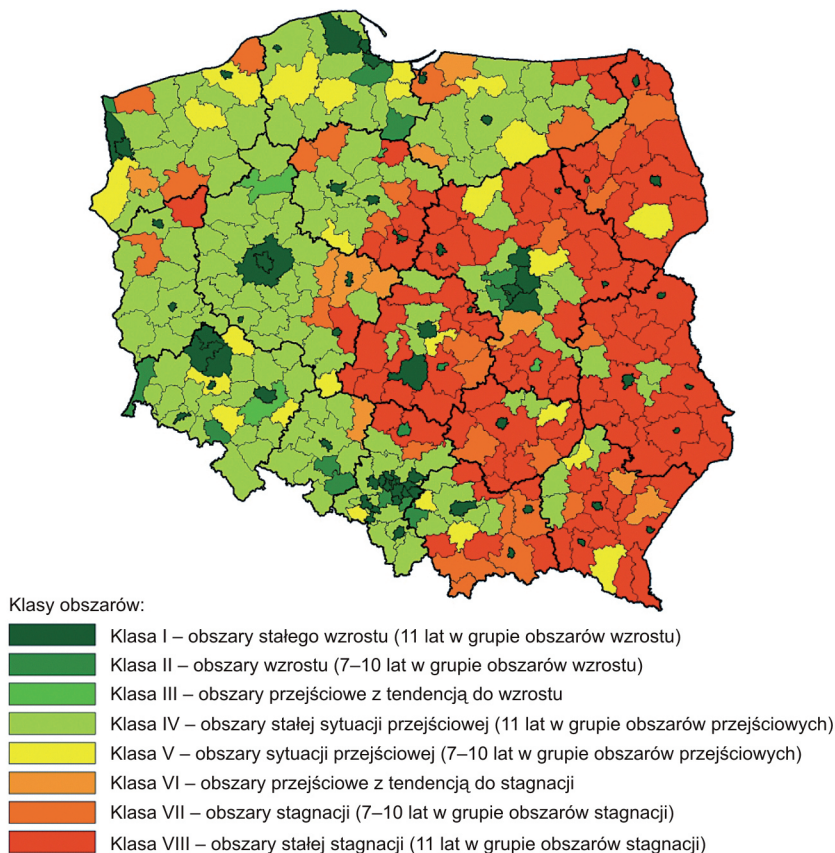 Klasy obszarów:
Klasa I – obszary stałego wzrostu (11 lat w grupie obszarów wzrostu)
Klasa II – obszary wzrostu (7–10 lat w grupie obszarów wzrostu)
Klasa III – obszary przejściowe z tendencją do wzrostu
Klasa IV – obszary stałej sytuacji przejściowej (11 lat w grupie obszarów przejściowych)
Klasa V – obszary sytuacji przejściowej (7–10 lat w grupie obszarów przejściowych)
Klasa VI – obszary przejściowe z tendencją do stagnacji
Klasa VII – obszary stagnacji (7–10 lat w grupie obszarów stagnacji)
Klasa VIII – obszary stałej stagnacji (11 lat w grupie obszarów stagnacji)